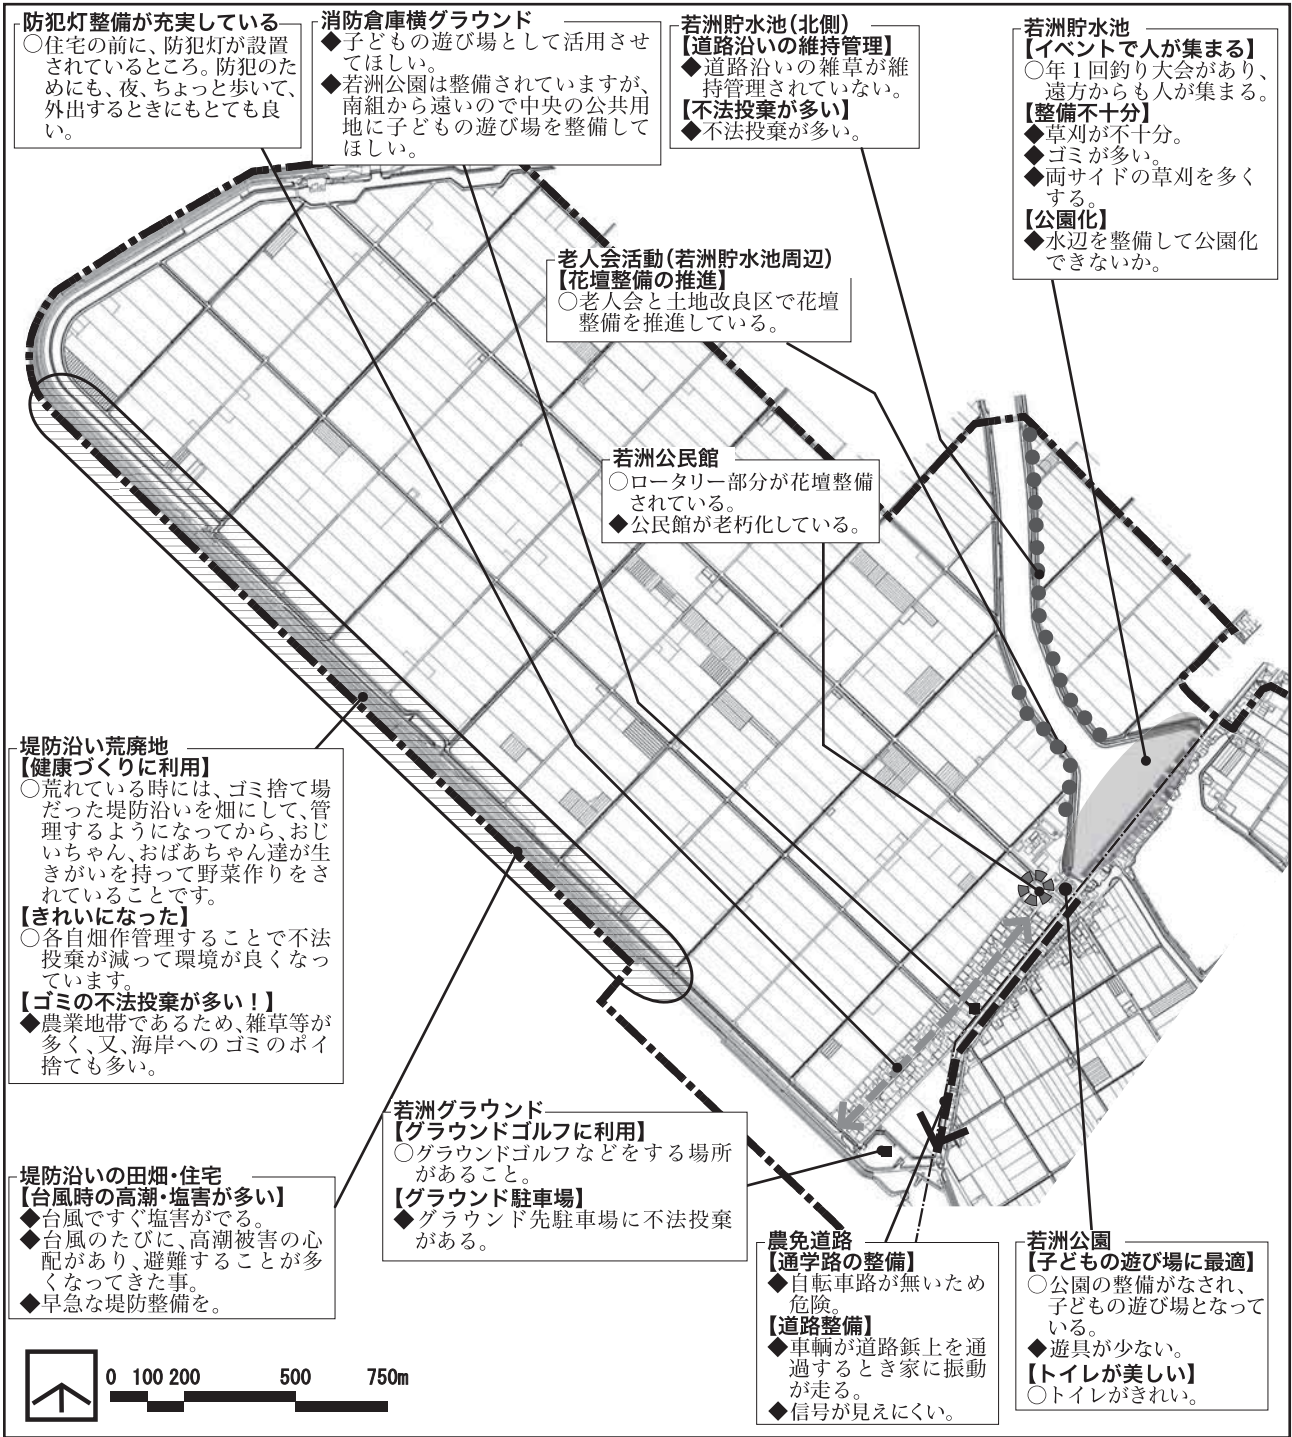 防犯灯整備が充実している
○住宅の前に、防犯灯が設置
されているところ。防犯のた
めにも、夜、ちょっと歩いて、
外出するときにもとても良
い。
消防倉庫横グラウンド
◆子どもの遊び場として活用させ
てほしい。
◆若洲公園は整備されていますが、
南組から遠いので中央の公共用
地に子どもの遊び場を整備して
ほしい。
若洲貯水池(北側)
【道路沿いの維持管理】
◆道路沿いの雑草が維
持管理されていない。
【不法投棄が多い】
◆不法投棄が多い。
若洲貯水池
【イベントで人が集まる】
○年1回釣り大会があり、
遠方からも人が集まる。
【整備不十分】
◆草刈が不十分。
◆ゴミが多い。
◆両サイドの草刈を多く
する。
【公園化】
◆水辺を整備して公園化
できないか。
老人会活動(若洲貯水池周辺)
【花壇整備の推進】
○老人会と土地改良区で花壇
整備を推進している。
若洲公民館
○ロータリー部分が花壇整備
されている。
◆公民館が老朽化している。
堤防沿い荒廃地
【健康づくりに利用】
○荒れている時には、ゴミ捨て場
だった堤防沿いを畑にして、管
理するようになってから、おじ
いちゃん、おばあちゃん達が生
きがいを持って野菜作りをさ
れていることです。
【きれいになった】
○各自畑作管理することで不法
投棄が減って環境が良くなっ
ています。
【ゴミの不法投棄が多い!】
◆農業地帯であるため、雑草等が
多く、又、海岸へのゴミのポイ
捨ても多い。
堤防沿いの田畑・住宅
【台風時の高潮・塩害が多い】
◆台風ですぐ塩害がでる。
◆台風のたびに、高潮被害の心
配があり、避難することが多
くなってきた事。
◆早急な堤防整備を。
若洲グラウンド
【グラウンドゴルフに利用】
○グラウンドゴルフなどをする場所
があること。
【グラウンド駐車場】
◆グラウンド先駐車場に不法投棄
がある。
農免道路
【通学路の整備】
◆自転車路が無いため
危険。
【道路整備】
◆車輌が道路鋲上を通
過するとき家に振動
が走る。
◆信号が見えにくい。
若洲公園
【子どもの遊び場に最適】
○公園の整備がなされ、
子どもの遊び場となって
いる。
◆遊具が少ない。
【トイレが美しい】
○トイレがきれい。
0 100 200 500 750m